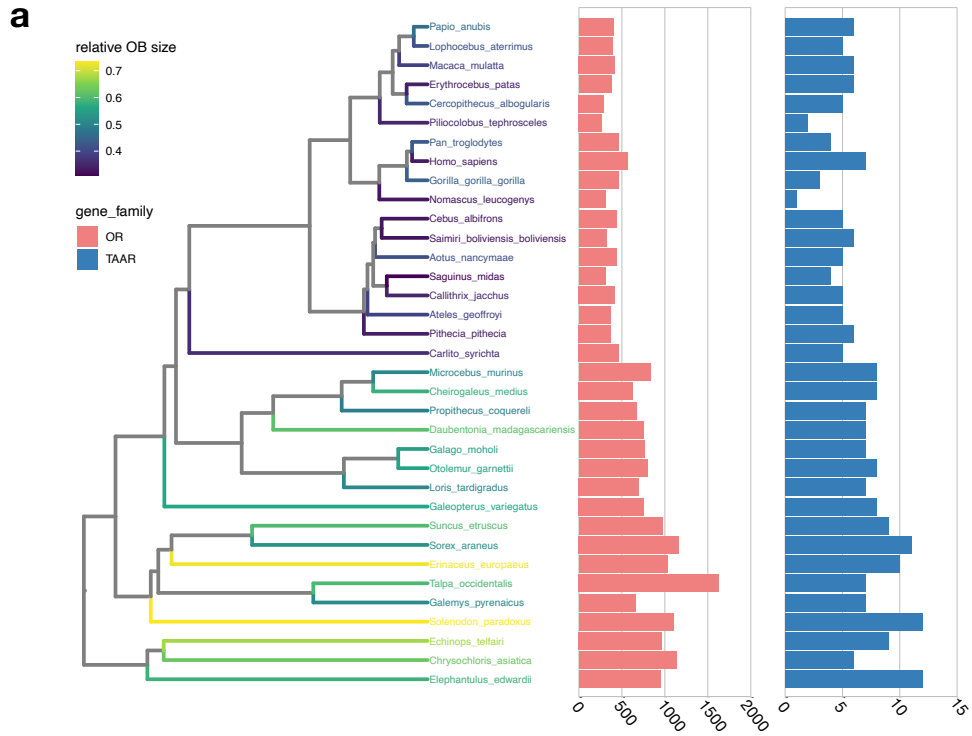 a
relative OB size
0.7
0.6
0.5
0.4
gene_family
OR
TAAR
Papio_anubis
Lophocebus_aterrimus
Macaca_mulatta
Erythrocebus_patas
Cercopithecus_albogularis
Piliocolobus_tephrosceles
Pan_troglodytes
Homo_sapiens
Gorilla_gorilla_gorilla
Nomascus_leucogenys
Cebus_albifrons
Saimiri_boliviensis_boliviensis
Aotus_nancymaae
Saguinus_midas
Callithrix_jacchus
Ateles_geoffroyi
Pithecia_pithecia
Carlito_syrichta
Microcebus_murinus
Cheirogaleus_medius
Propithecus_coquereli
Daubentonia_madagascariensis
Galago_moholi
Otolemur_garnettii
Loris_tardigradus
Galeopterus_variegatus
Suncus_etruscus
Sorex_araneus
Erinaceus_europaeus
Talpa_occidentalis
Galemys_pyrenaicus
Solenodon_paradoxus
Echinops_telfairi
Chrysochloris_asiatica
Elephantulus_edwardii
0 500 1000 1500 2000
0 5 10 15